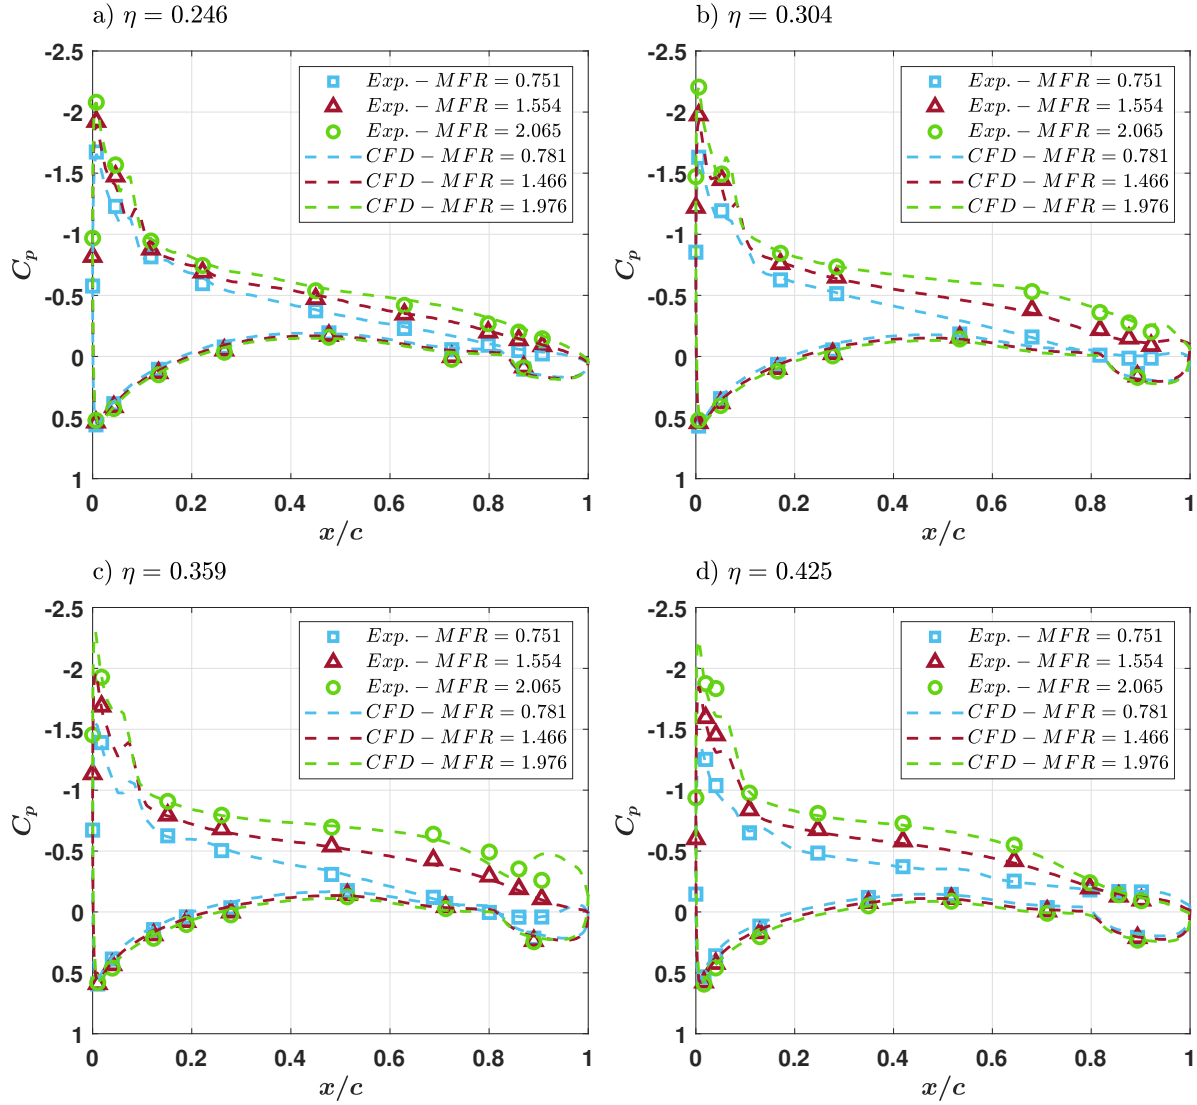 a) η = 0.246
-2.5
-2
-1.5
-1
-0.5
0
0.5
1
C_p
Exp. − MFR = 0.751
Exp. − MFR = 1.554
Exp. − MFR = 2.065
CFD − MFR = 0.781
CFD − MFR = 1.466
CFD − MFR = 1.976
0 0.2 0.4 0.6 0.8 1
x/c
b) η = 0.304
-2.5
-2
-1.5
-1
-0.5
0
0.5
1
C_p
Exp. − MFR = 0.751
Exp. − MFR = 1.554
Exp. − MFR = 2.065
CFD − MFR = 0.781
CFD − MFR = 1.466
CFD − MFR = 1.976
0 0.2 0.4 0.6 0.8 1
x/c
c) η = 0.359
-2.5
-2
-1.5
-1
-0.5
0
0.5
1
C_p
Exp. − MFR = 0.751
Exp. − MFR = 1.554
Exp. − MFR = 2.065
CFD − MFR = 0.781
CFD − MFR = 1.466
CFD − MFR = 1.976
0 0.2 0.4 0.6 0.8 1
x/c
d) η = 0.425
-2.5
-2
-1.5
-1
-0.5
0
0.5
1
C_p
Exp. − MFR = 0.751
Exp. − MFR = 1.554
Exp. − MFR = 2.065
CFD − MFR = 0.781
CFD − MFR = 1.466
CFD − MFR = 1.976
0 0.2 0.4 0.6 0.8 1
x/c